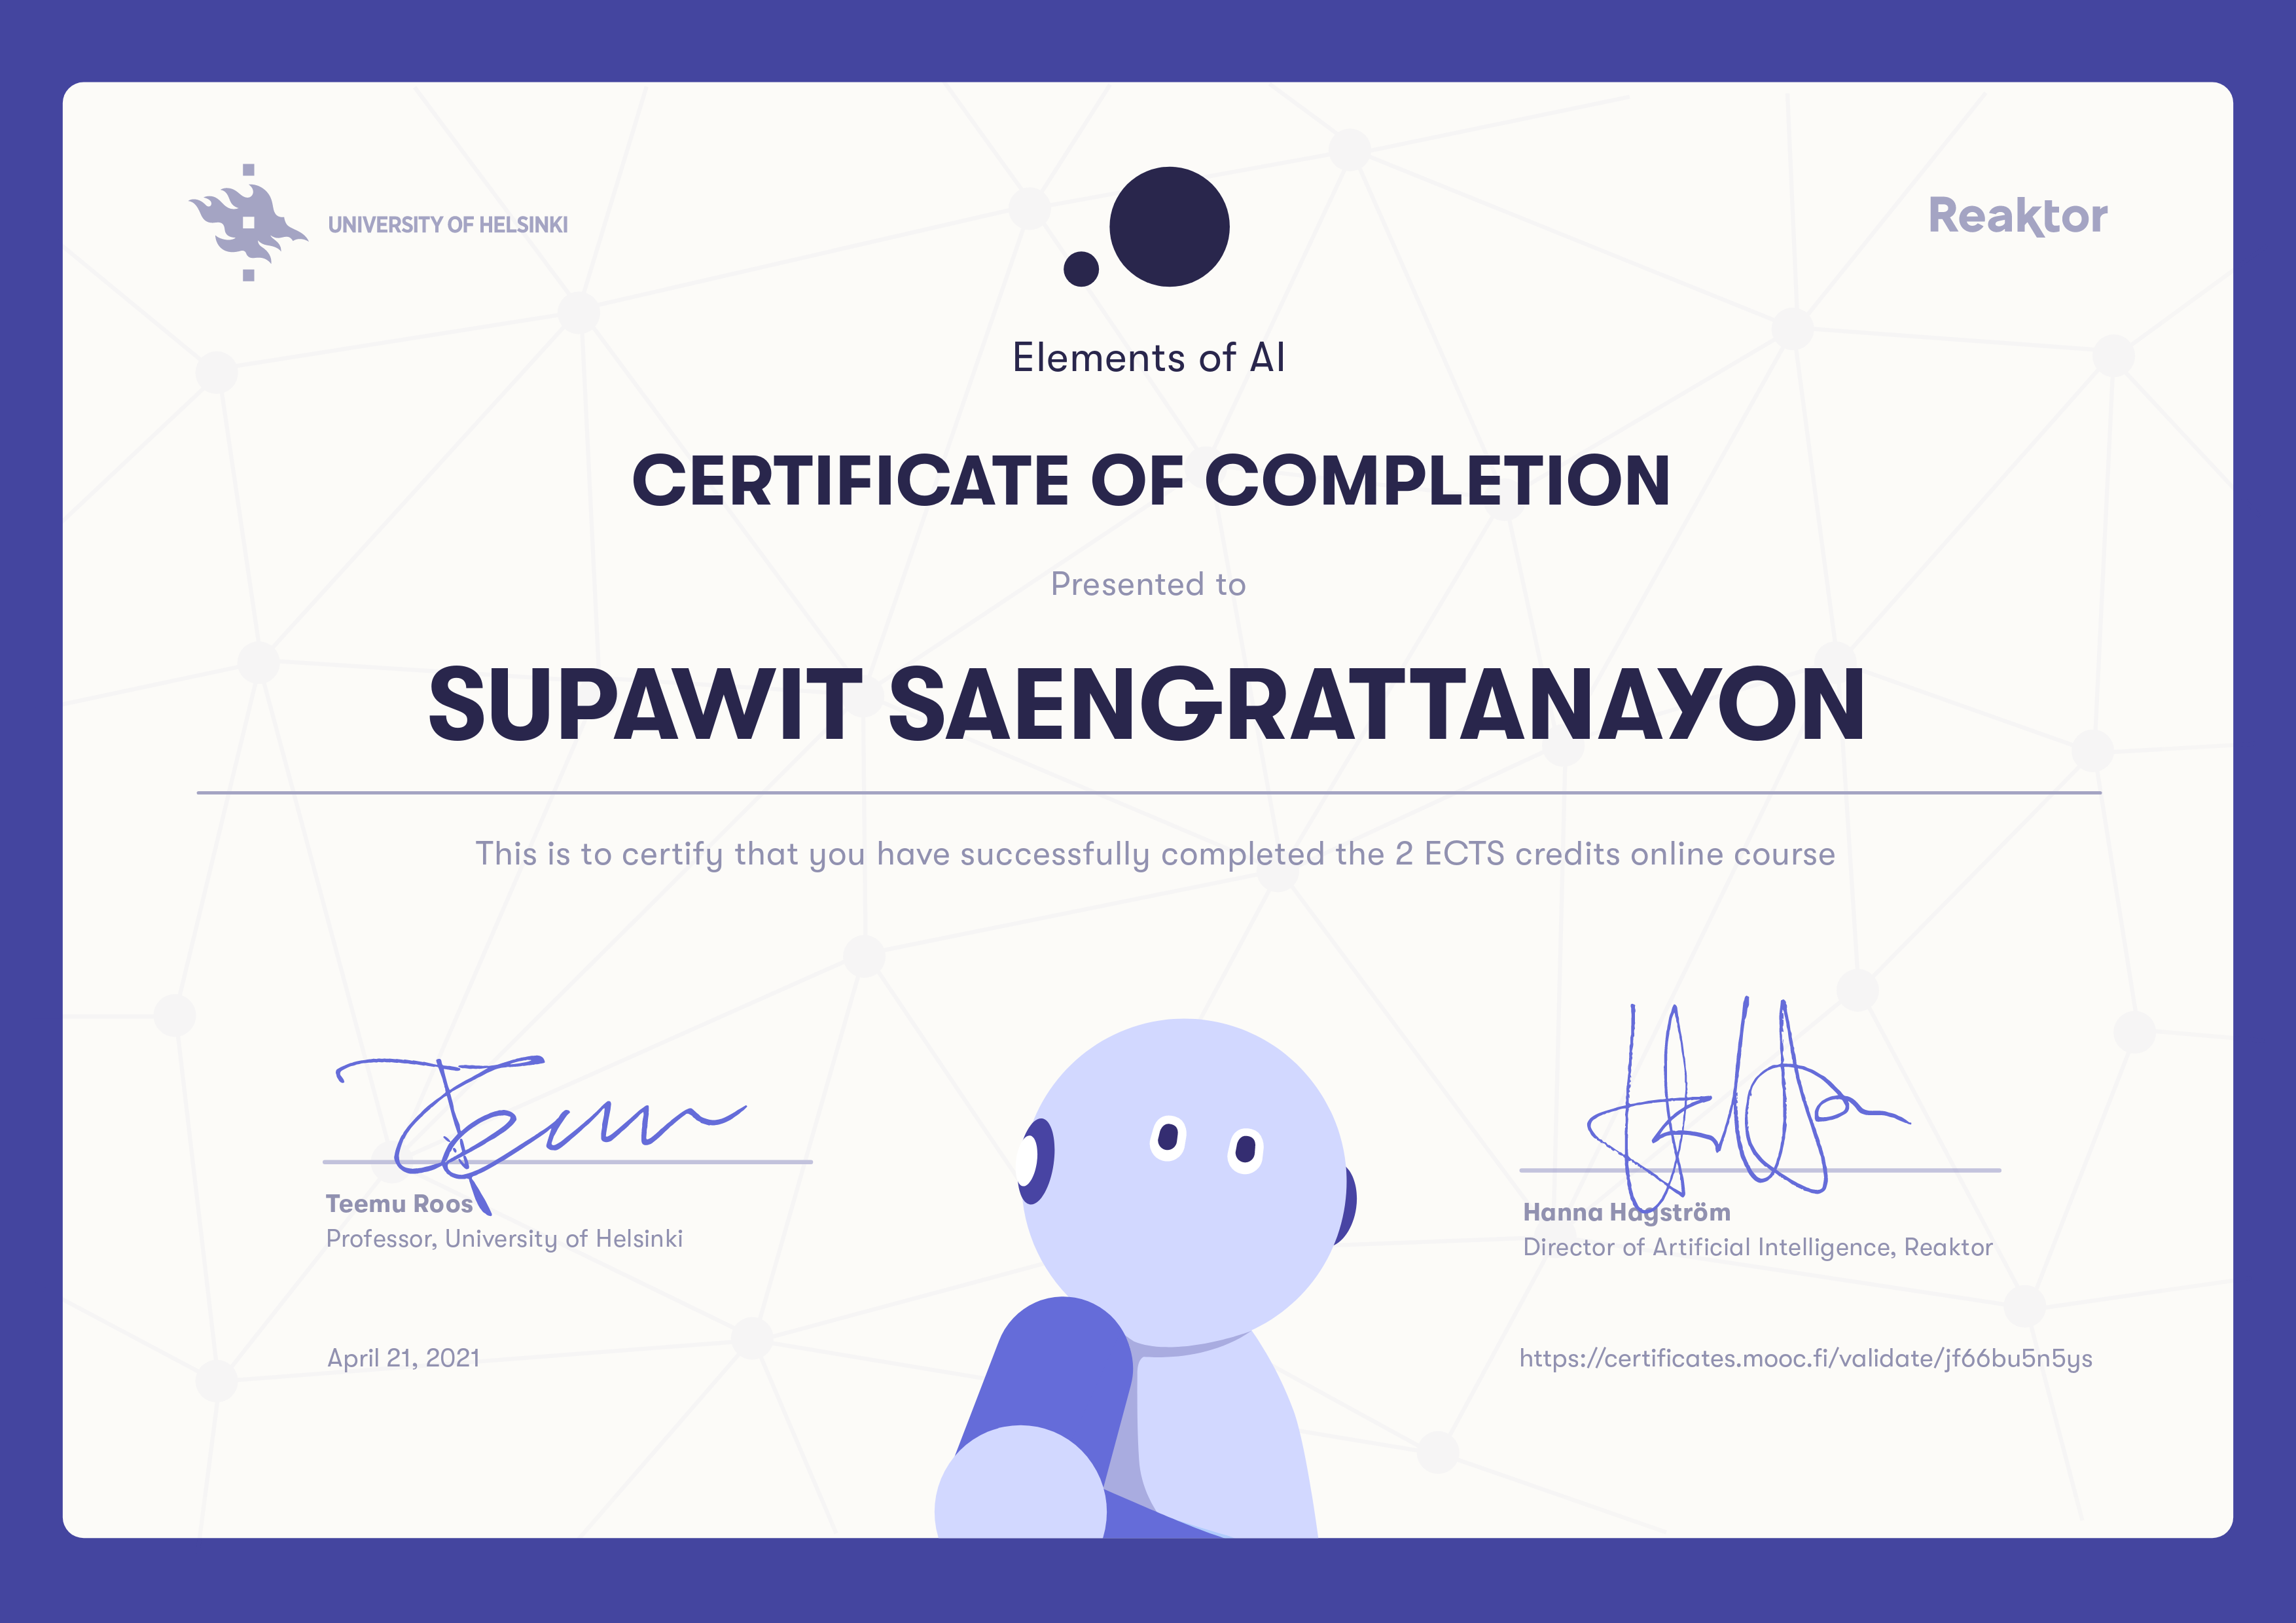 UNIVERSITY OF HELSINKI
Reaktor
Elements of AI
CERTIFICATE OF COMPLETION
Presented to
SUPAWIT SAENGRATTANAYON
This is to certify that you have successfully completed the 2 ECTS credits online course
Teemu Roos
Professor, University of Helsinki
Hanna Hagström
Director of Artificial Intelligence, Reaktor
April 21, 2021
https://certificates.mooc.fi/validate/jf66bu5n5ys